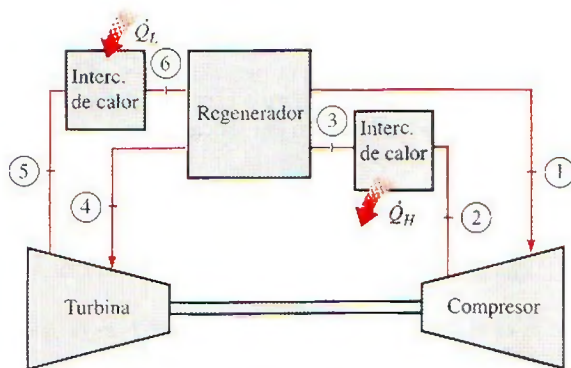 Q̇L
Interc.
de calor
6
Regenerador
3
Interc.
de calor
5
4
1
Q̇H
2
Turbina
Compresor